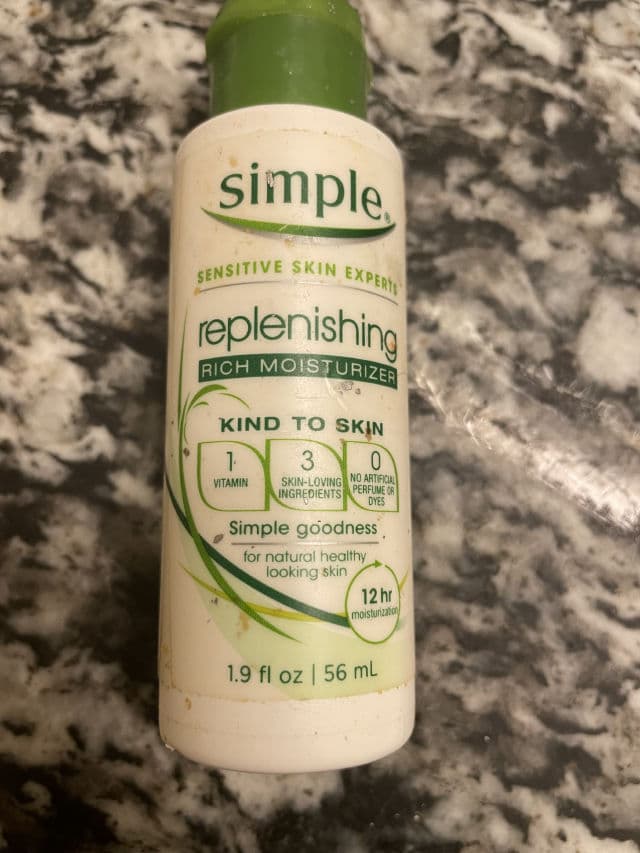 simple®
SENSITIVE SKIN EXPERTS
replenishing
RICH MOISTURIZER
KIND TO SKIN
1
VITAMIN
3
SKIN-LOVING
INGREDIENTS
0
NO ARTIFICIAL
PERFUME OR
DYES
Simple goodness
for natural healthy
looking skin
12 hr
moisturization
1.9 fl oz | 56 mL